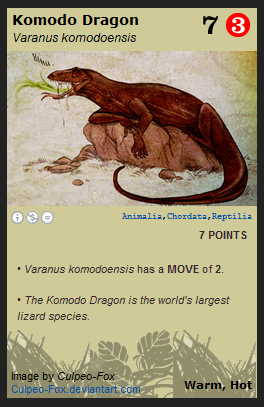 Komodo Dragon
Varanus komodoensis
7 3
Animalia,Chordata,Reptilia
7 POINTS
• Varanus komodoensis has a MOVE of 2.
• The Komodo Dragon is the world's largest
lizard species.
Image by Culpeo-Fox
Culpeo-Fox.deviantart.com
Warm, Hot